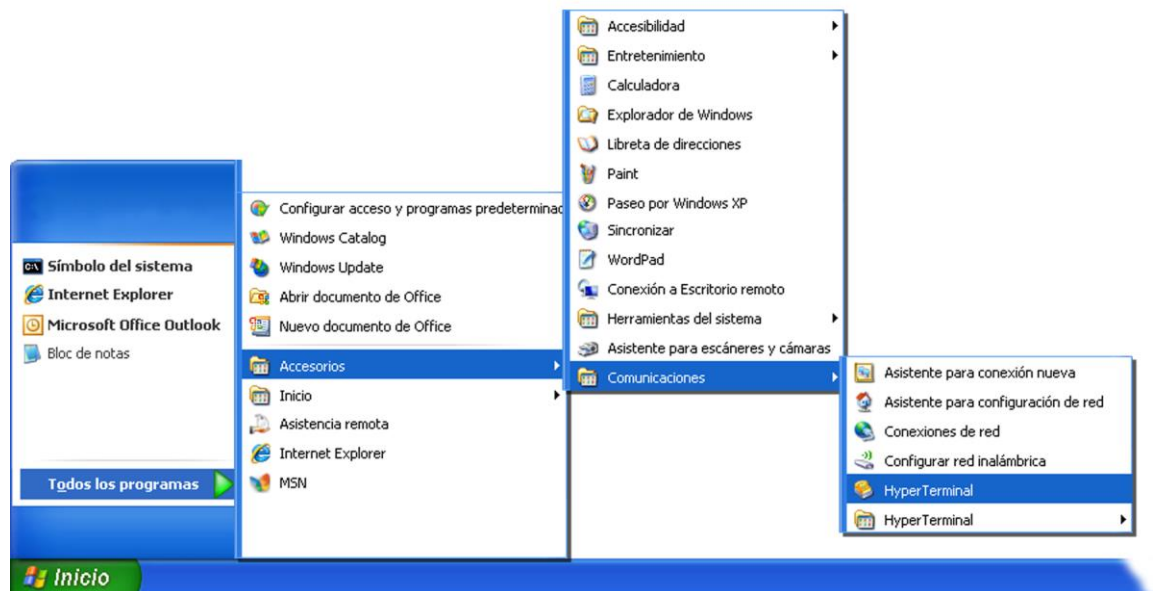 Símbolo del sistema
Internet Explorer
Microsoft Office Outlook
Bloc de notas
Todos los programas
Inicio
Configurar acceso y programas predeterminac
Windows Catalog
Windows Update
Abrir documento de Office
Nuevo documento de Office
Accesorios
Inicio
Asistencia remota
Internet Explorer
MSN
Accesibilidad
Entretenimiento
Calculadora
Explorador de Windows
Libreta de direcciones
Paint
Paseo por Windows XP
Sincronizar
WordPad
Conexión a Escritorio remoto
Herramientas del sistema
Asistente para escáneres y cámaras
Comunicaciones
Asistente para conexión nueva
Asistente para configuración de red
Conexiones de red
Configurar red inalámbrica
HyperTerminal
HyperTerminal